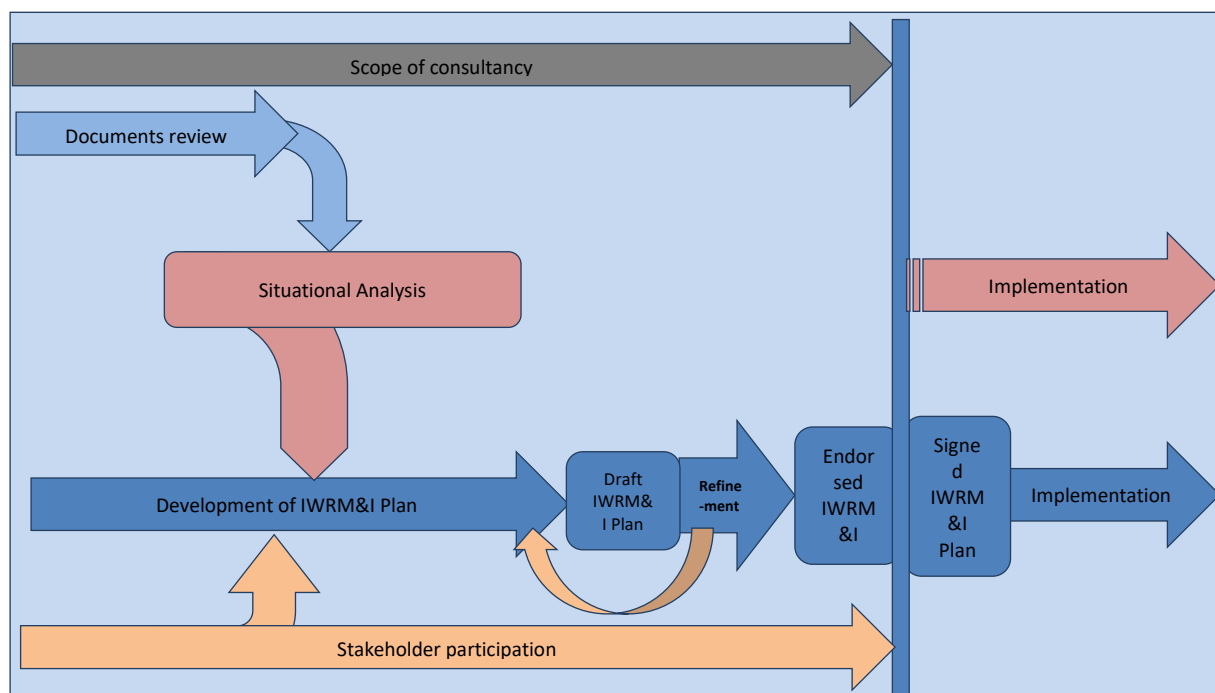 Scope of consultancy
Documents review
Situational Analysis
Implementation
Development of IWRM&I Plan
Draft
IWRM&
I Plan
Refine
-ment
Endor
sed
IWRM
&I
Signe
d
IWRM
&I
Plan
Implementation
Stakeholder participation